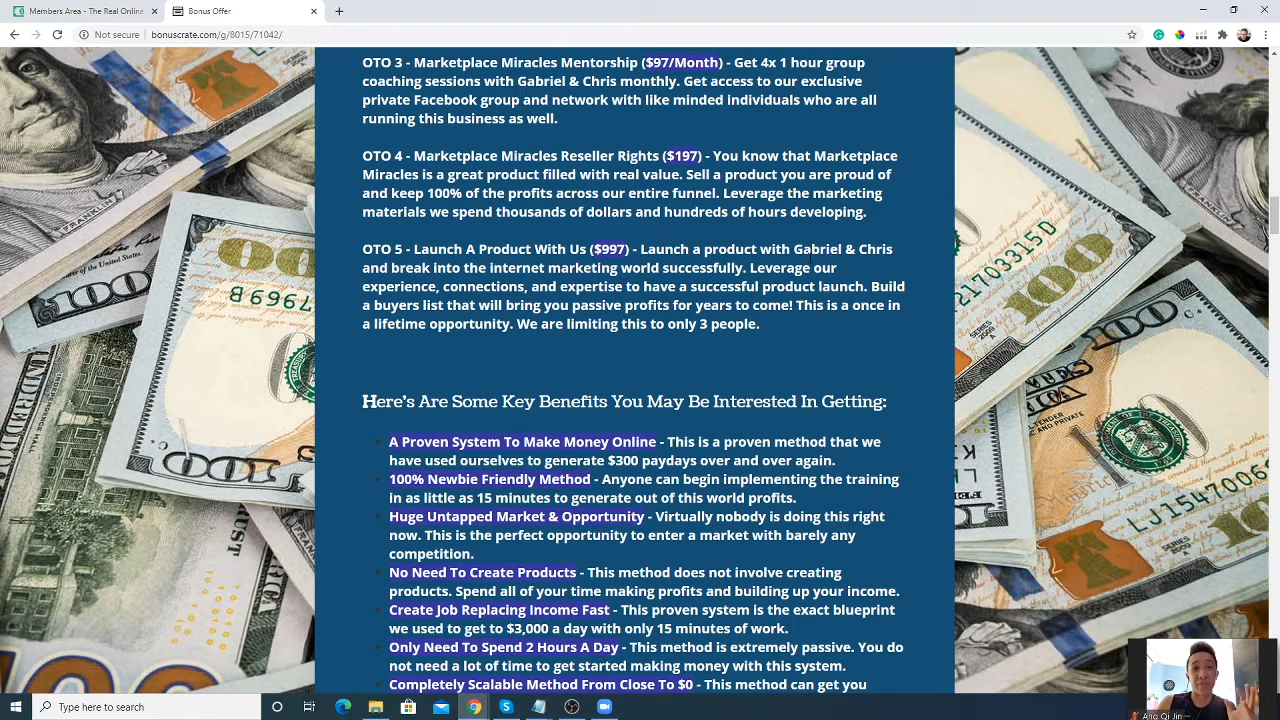 Members Area - The Real Online
Bonus Offer
Not secure
bonuscrate.com/g/8015/71042/
OTO 3 - Marketplace Miracles Mentorship ($97/Month) - Get 4x 1 hour group
coaching sessions with Gabriel & Chris monthly. Get access to our exclusive
private Facebook group and network with like minded individuals who are all
running this business as well.
OTO 4 - Marketplace Miracles Reseller Rights ($197) - You know that Marketplace
Miracles is a great product filled with real value. Sell a product you are proud of
and keep 100% of the profits across our entire funnel. Leverage the marketing
materials we spend thousands of dollars and hundreds of hours developing.
OTO 5 - Launch A Product With Us ($997) - Launch a product with Gabriel & Chris
and break into the internet marketing world successfully. Leverage our
experience, connections, and expertise to have a successful product launch. Build
a buyers list that will bring you passive profits for years to come! This is a once in
a lifetime opportunity. We are limiting this to only 3 people.
Here's Are Some Key Benefits You May Be Interested In Getting:
A Proven System To Make Money Online - This is a proven method that we
have used ourselves to generate $300 paydays over and over again.
100% Newbie Friendly Method - Anyone can begin implementing the training
in as little as 15 minutes to generate out of this world profits.
Huge Untapped Market & Opportunity - Virtually nobody is doing this right
now. This is the perfect opportunity to enter a market with barely any
competition.
No Need To Create Products - This method does not involve creating
products. Spend all of your time making profits and building up your income.
Create Job Replacing Income Fast - This proven system is the exact blueprint
we used to get to $3,000 a day with only 15 minutes of work.
Only Need To Spend 2 Hours A Day - This method is extremely passive. You do
not need a lot of time to get started making money with this system.
Completely Scalable Method From Close To $0 - This method can get you
Type here to search
Aric Qi Jin